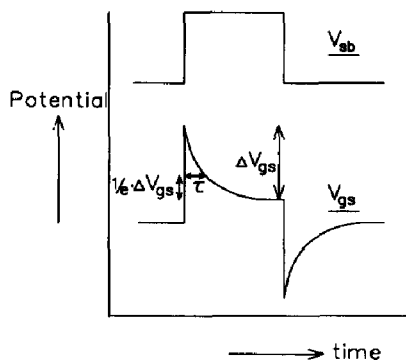 V_sb
Potential
ΔV_gs
1/e·ΔV_gs
τ
V_gs
time